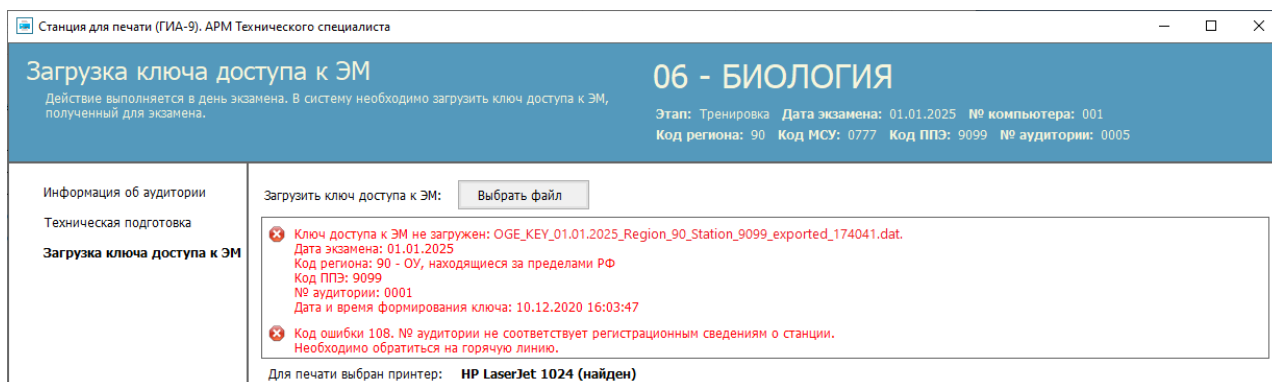 Станция для печати (ГИА-9). АРМ Технического специалиста
Загрузка ключа доступа к ЭМ
Действие выполняется в день экзамена. В систему необходимо загрузить ключ доступа к ЭМ,
полученный для экзамена.
06 - БИОЛОГИЯ
Этап: Тренировка Дата экзамена: 01.01.2025 № компьютера: 001
Код региона: 90 Код МСУ: 0777 Код ППЭ: 9099 № аудитории: 0005
Информация об аудитории
Техническая подготовка
Загрузка ключа доступа к ЭМ
Загрузить ключ доступа к ЭМ: Выбрать файл
Ключ доступа к ЭМ не загружен: OGE_KEY_01.01.2025_Region_90_Station_9099_exported_174041.dat.
Дата экзамена: 01.01.2025
Код региона: 90 - ОУ, находящиеся за пределами РФ
Код ППЭ: 9099
№ аудитории: 0001
Дата и время формирования ключа: 10.12.2020 16:03:47
Код ошибки 108. № аудитории не соответствует регистрационным сведениям о станции.
Необходимо обратиться на горячую линию.
Для печати выбран принтер: HP LaserJet 1024 (найден)